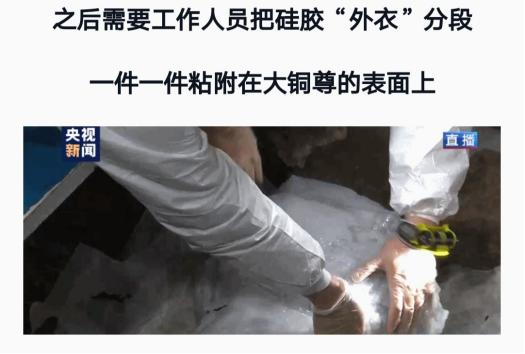 之后需要工作人员把硅胶“外衣”分段
一件一件粘附在大铜尊的表面上
央视
新闻
直播